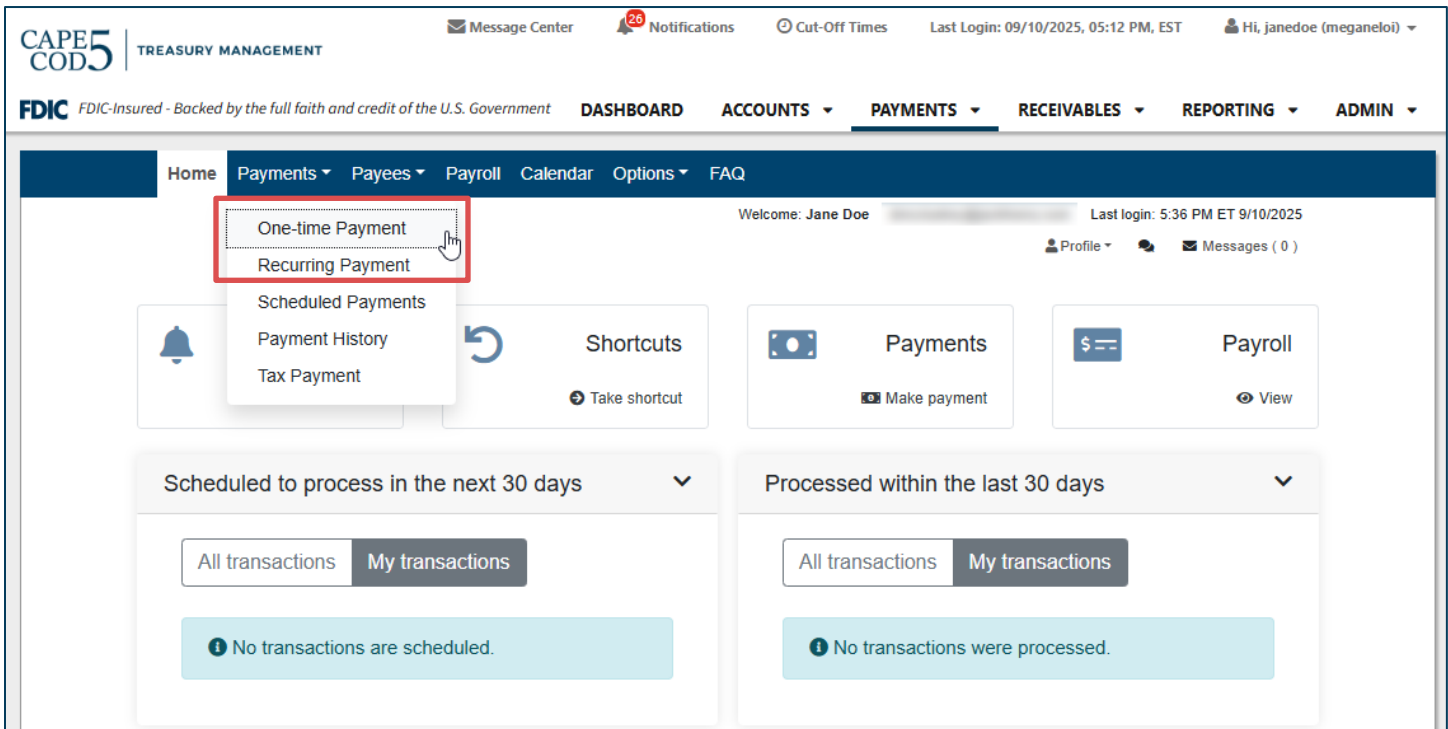 Message Center 26 Notifications Cut-Off Times Last Login: 09/10/2025, 05:12 PM, EST Hi, janedoe (meganeloi)
CAPE COD 5 TREASURY MANAGEMENT
FDIC FDIC-Insured - Backed by the full faith and credit of the U.S. Government DASHBOARD ACCOUNTS PAYMENTS RECEIVABLES REPORTING ADMIN
Home Payments Payees Payroll Calendar Options FAQ
Welcome: Jane Doe Last login: 5:36 PM ET 9/10/2025
Profile Messages ( 0 )
One-time Payment
Recurring Payment
Scheduled Payments
Payment History
Tax Payment
Shortcuts Payments Payroll
Take shortcut Make payment View
Scheduled to process in the next 30 days Processed within the last 30 days
All transactions My transactions All transactions My transactions
No transactions are scheduled. No transactions were processed.